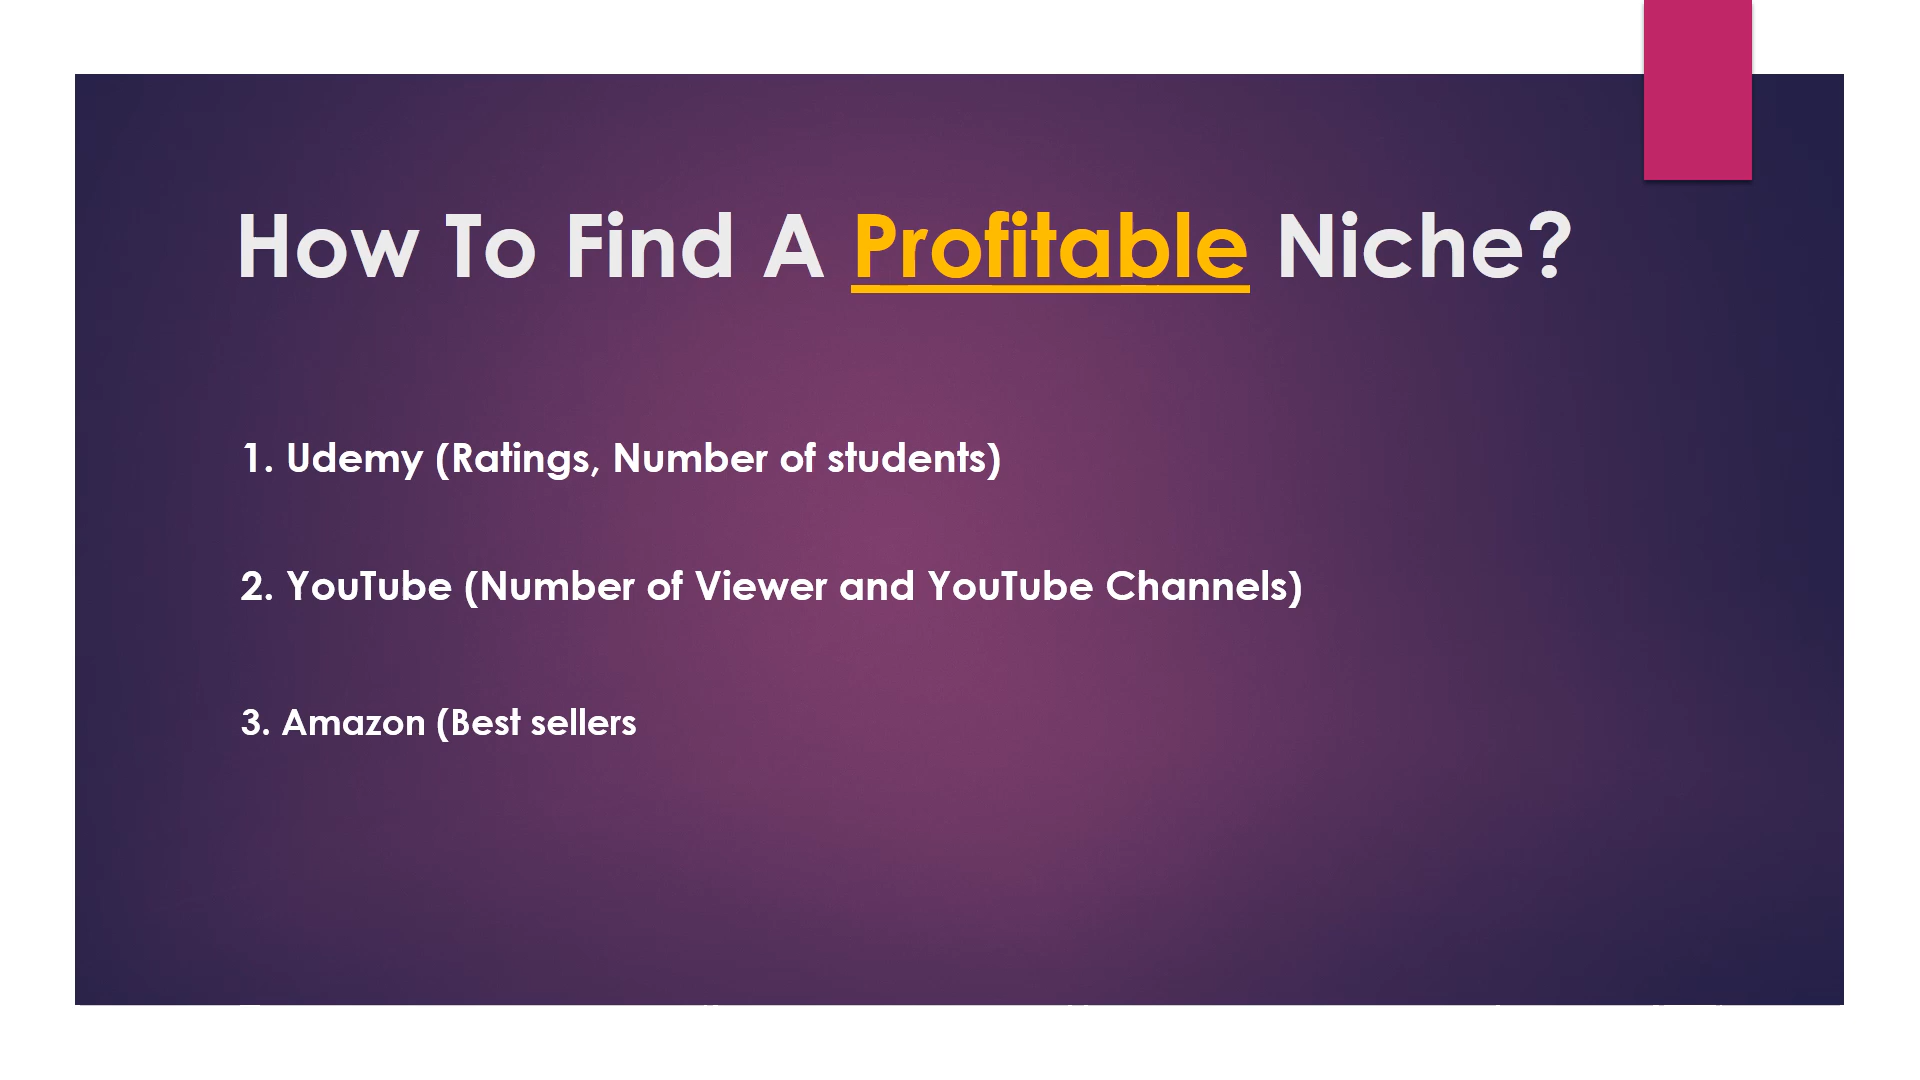 How To Find A Profitable Niche?
1. Udemy (Ratings, Number of students)
2. YouTube (Number of Viewer and YouTube Channels)
3. Amazon (Best sellers